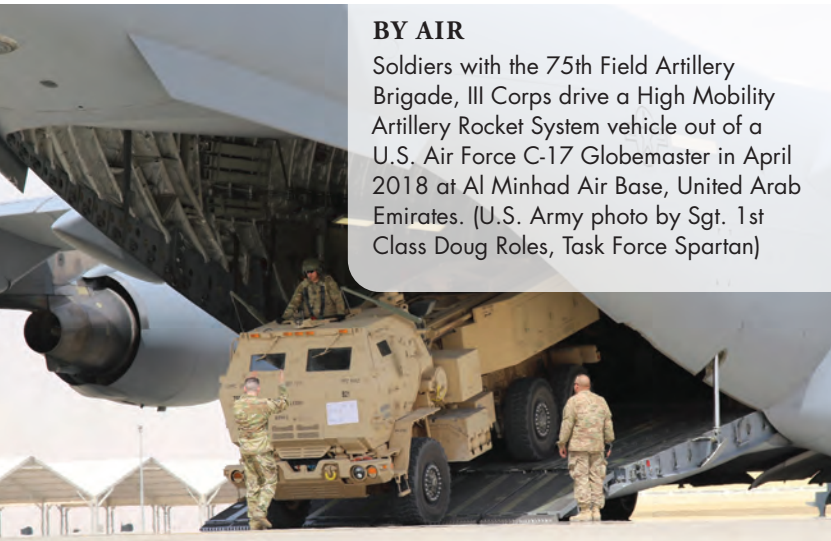 BY AIR
Soldiers with the 75th Field Artillery
Brigade, III Corps drive a High Mobility
Artillery Rocket System vehicle out of a
U.S. Air Force C-17 Globemaster in April
2018 at Al Minhad Air Base, United Arab
Emirates. (U.S. Army photo by Sgt. 1st
Class Doug Roles, Task Force Spartan)